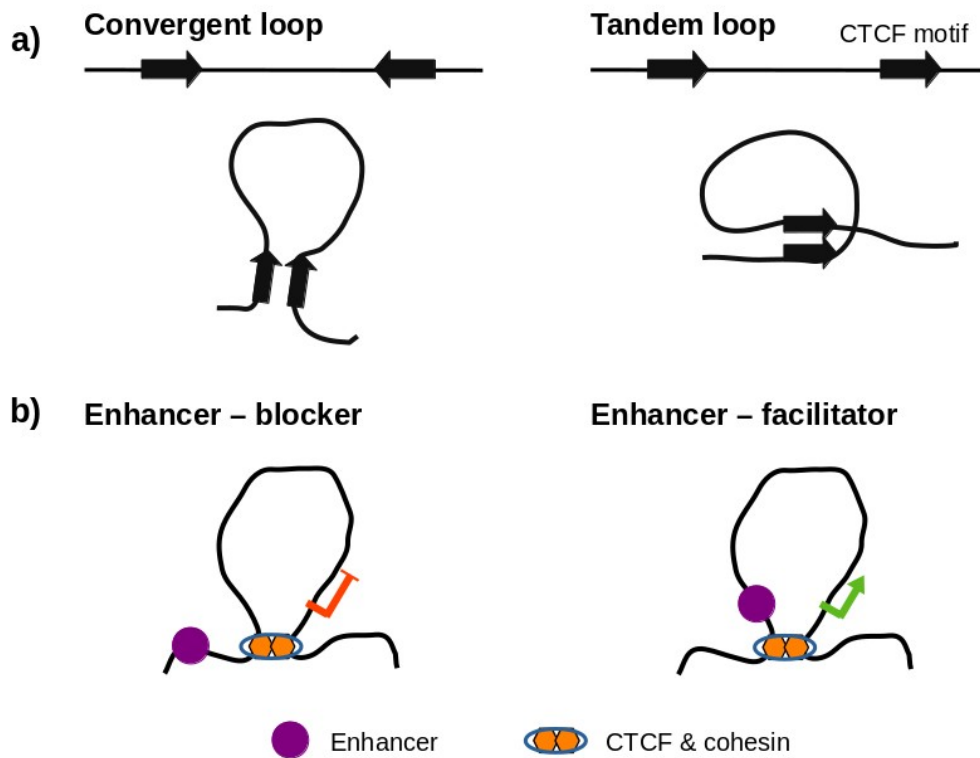 a)
Convergent loop
Tandem loop
CTCF motif
b)
Enhancer – blocker
Enhancer – facilitator
Enhancer
CTCF & cohesin